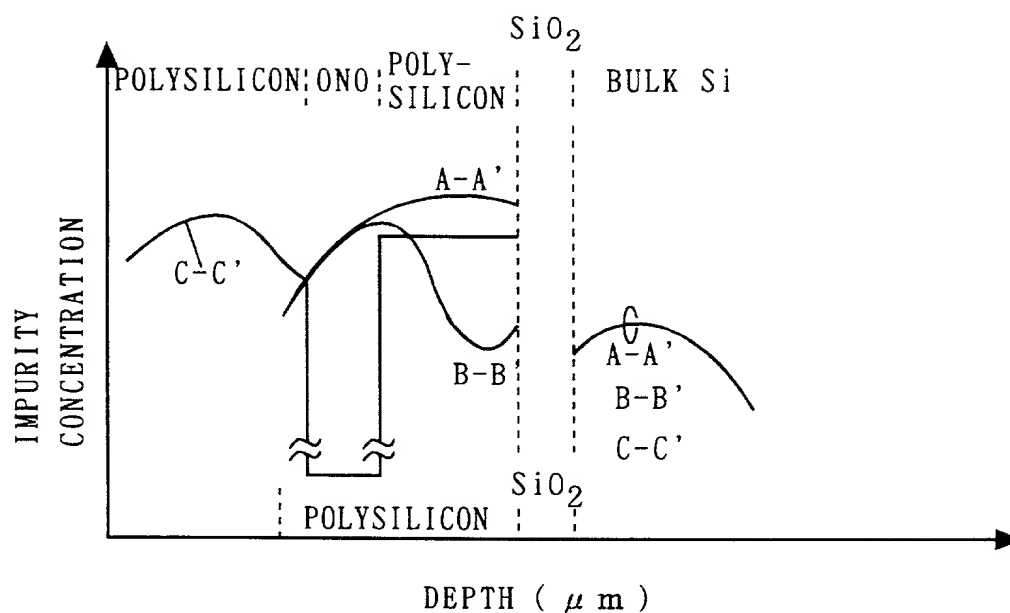 SiO2
POLYSILICON
ONO
POLY-
SILICON
BULK Si
A-A'
C-C'
B-B'
A-A'
B-B'
C-C'
IMPURITY
CONCENTRATION
SiO2
POLYSILICON
DEPTH ( μm )